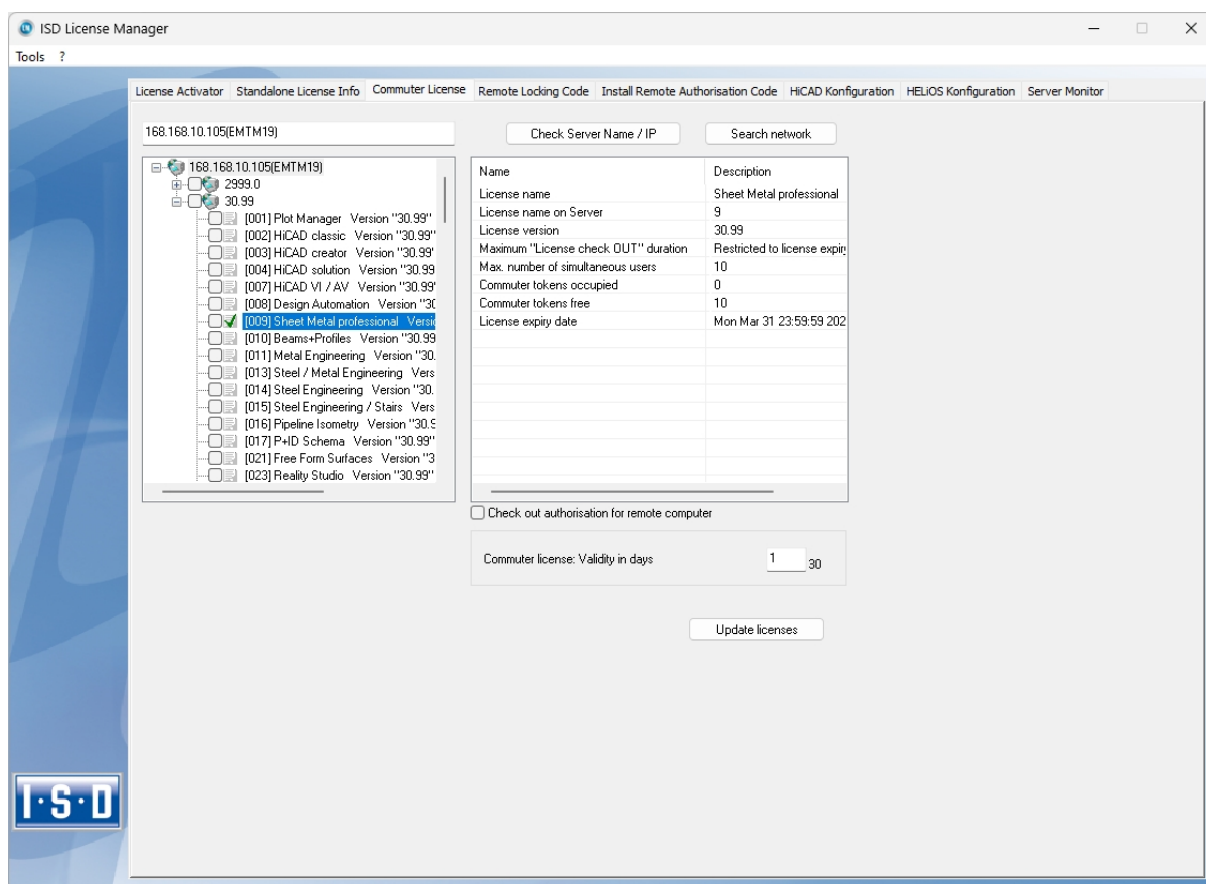 ISD License Manager
Tools ?
License Activator Standalone License Info Commuter License Remote Locking Code Install Remote Authorisation Code HiCAD Konfiguration HELiOS Konfiguration Server Monitor
168.168.10.105(EMTM19) Check Server Name / IP Search network
168.168.10.105(EMTM19)
2999.0
30.99
[001] Plot Manager Version "30.99"
[002] HiCAD classic Version "30.99"
[003] HiCAD creator Version "30.99'
[004] HiCAD solution Version "30.99
[007] HiCAD VI / AV Version "30.99'
[008] Design Automation Version "30
[009] Sheet Metal professional Versi
[010] Beams+Profiles Version "30.99
[011] Metal Engineering Version "30.
[013] Steel / Metal Engineering Vers
[014] Steel Engineering Version "30.
[015] Steel Engineering / Stairs Vers
[016] Pipeline Isometry Version "30.9
[017] P+ID Schema Version "30.99"
[021] Free Form Surfaces Version "3
[023] Reality Studio Version "30.99"
Name Description
License name Sheet Metal professional
License name on Server 9
License version 30.99
Maximum "License check OUT" duration Restricted to license expiry
Max. number of simultaneous users 10
Commuter tokens occupied 0
Commuter tokens free 10
License expiry date Mon Mar 31 23:59:59 202
Check out authorisation for remote computer
Commuter license: Validity in days 1 30
Update licenses
I·S·D